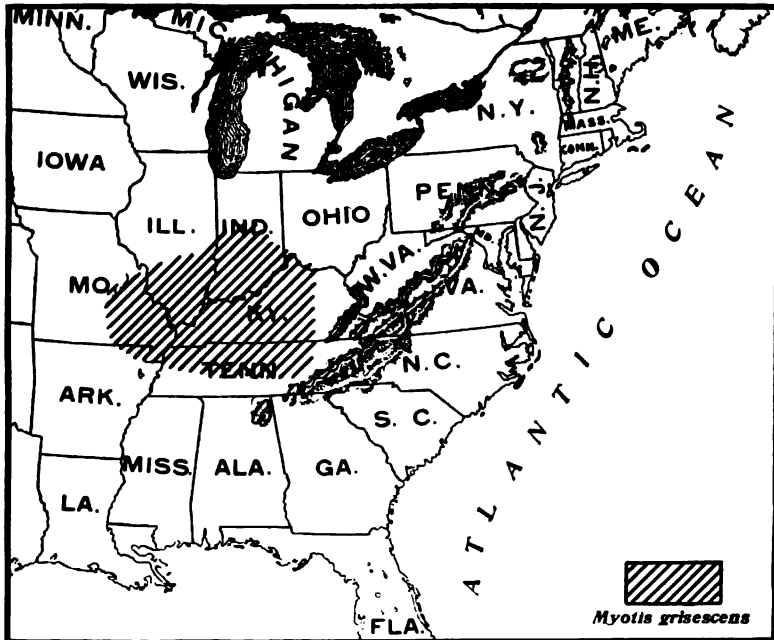 MINN.
MICHIGAN
ME.
WIS.
N.H.
N.Y.
MASS.
IOWA
CONN.
PENN.
N.J.
ILL.
IND.
OHIO
MD.
W.VA.
MO.
VA.
KY.
TENN.
N.C.
ARK.
S. C.
MISS.
ALA.
GA.
LA.
ATLANTIC OCEAN
FLA.
Myotis grisescens